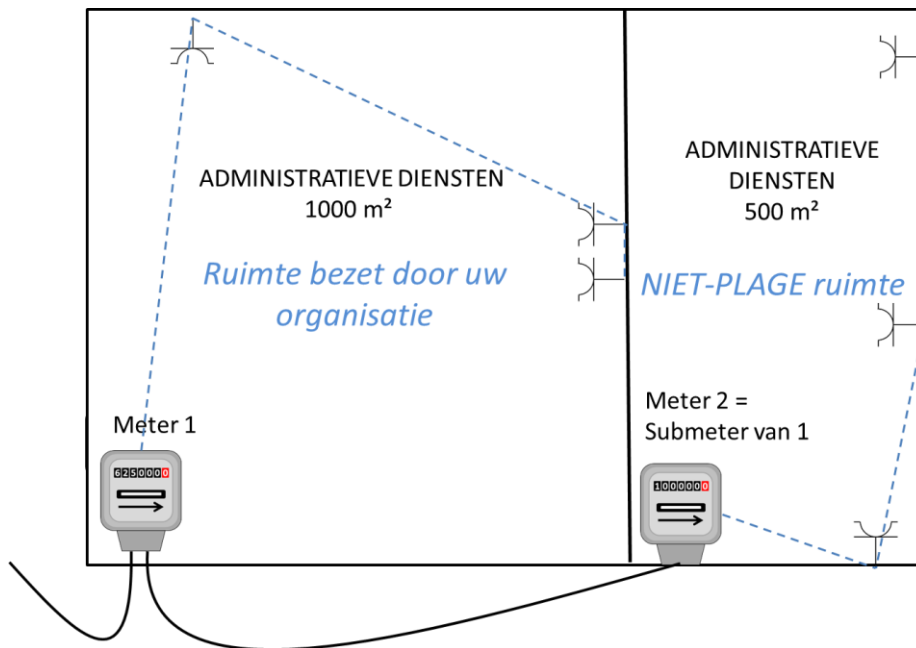 ADMINISTRATIEVE DIENSTEN
1000 m²
Ruimte bezet door uw
organisatie
ADMINISTRATIEVE
DIENSTEN
500 m²
NIET-PLAGE ruimte
Meter 1
6250000
Meter 2 =
Submeter van 1
1000000